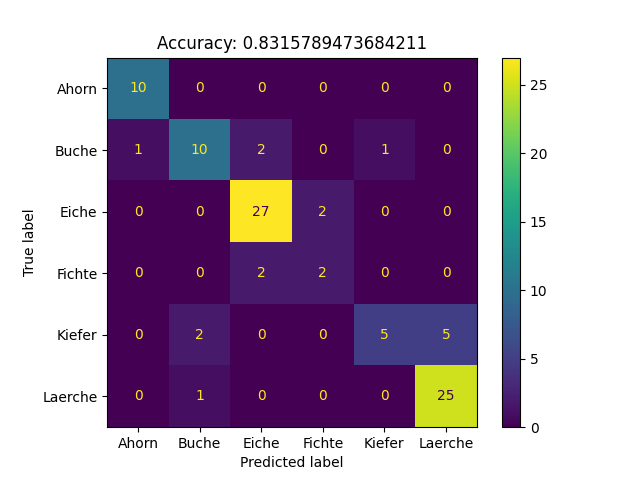 Accuracy: 0.8315789473684211
True label
Ahorn 10 0 0 0 0 0
Buche 1 10 2 0 1 0
Eiche 0 0 27 2 0 0
Fichte 0 0 2 2 0 0
Kiefer 0 2 0 0 5 5
Laerche 0 1 0 0 0 25
Ahorn Buche Eiche Fichte Kiefer Laerche
Predicted label
25
20
15
10
5
0